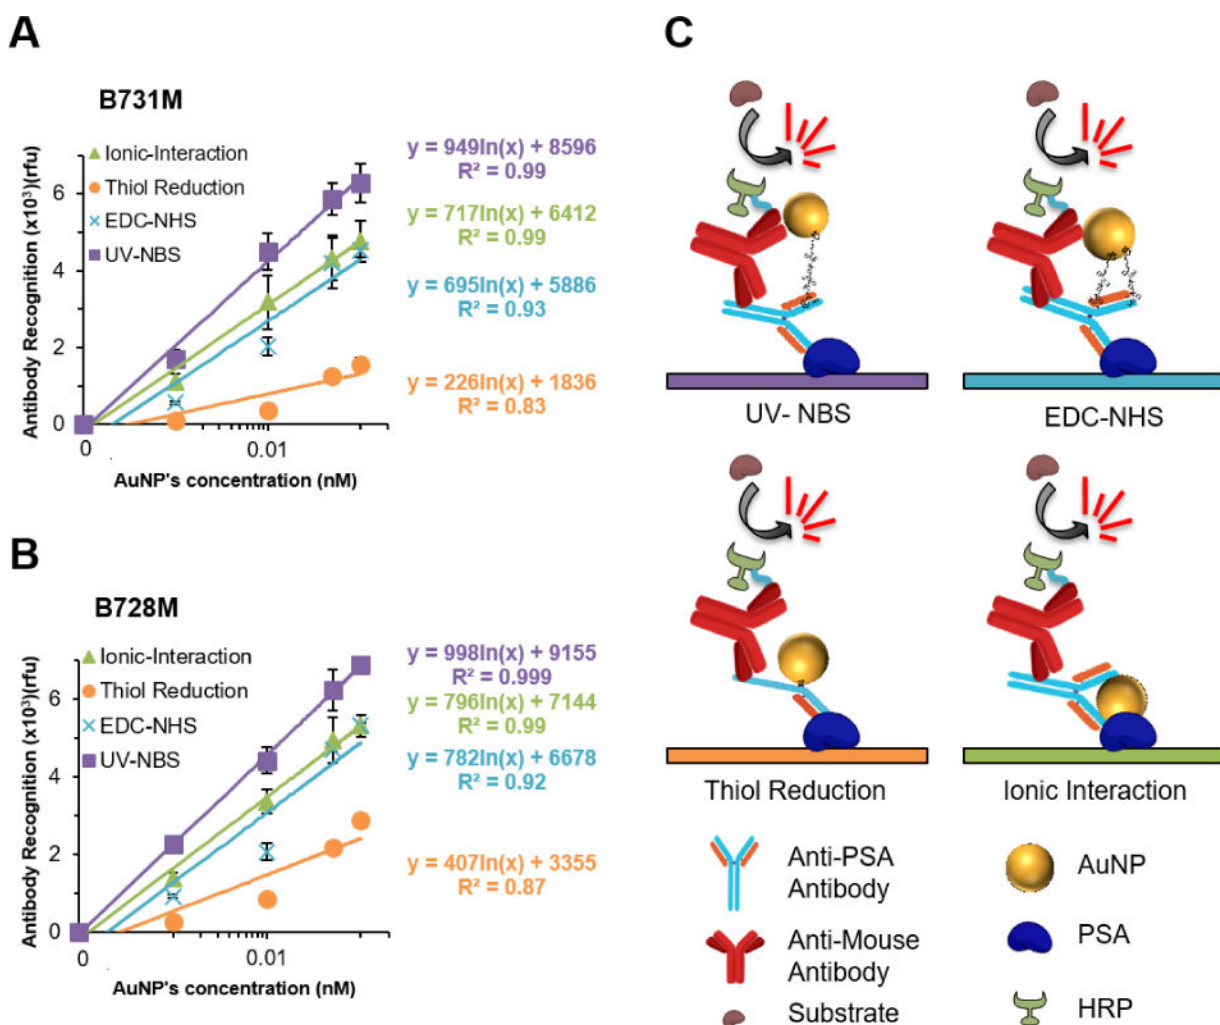 A
B731M
Ionic-Interaction
Thiol Reduction
EDC-NHS
UV-NBS
Antibody Recognition (x10³)(rfu)
6
4
2
0
0
0.01
AuNP's concentration (nM)
y = 949ln(x) + 8596
R² = 0.99
y = 717ln(x) + 6412
R² = 0.99
y = 695ln(x) + 5886
R² = 0.93
y = 226ln(x) + 1836
R² = 0.83
B
B728M
Ionic-Interaction
Thiol Reduction
EDC-NHS
UV-NBS
Antibody Recognition (x10³)(rfu)
6
4
2
0
0
0.01
AuNP's concentration (nM)
y = 998ln(x) + 9155
R² = 0.999
y = 796ln(x) + 7144
R² = 0.99
y = 782ln(x) + 6678
R² = 0.92
y = 407ln(x) + 3355
R² = 0.87
C
UV- NBS
EDC-NHS
Thiol Reduction
Ionic Interaction
Anti-PSA
Antibody
AuNP
Anti-Mouse
Antibody
PSA
Substrate
HRP